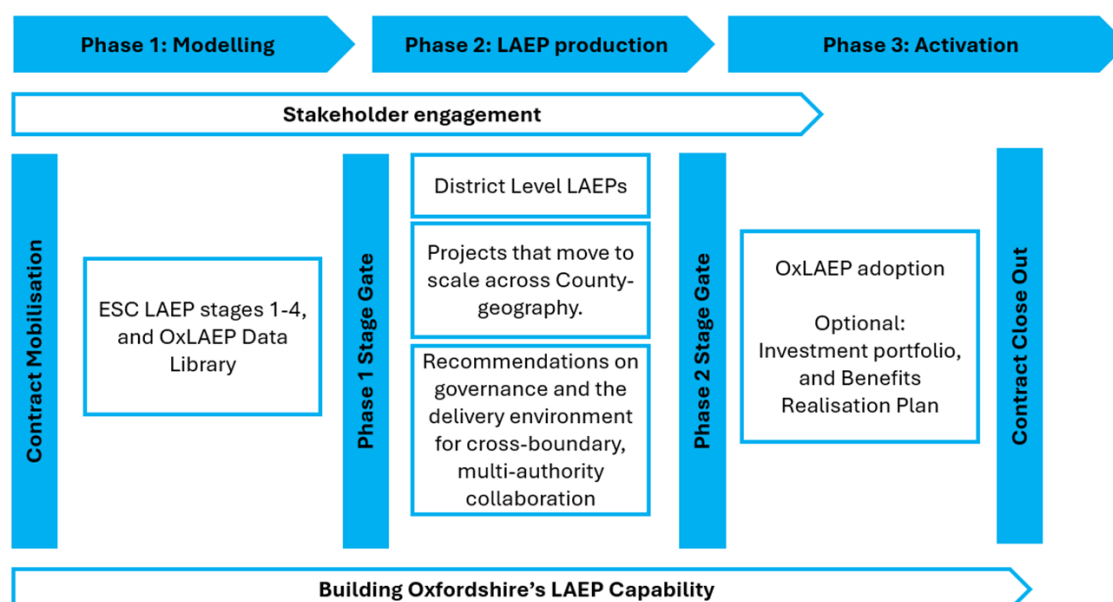 Phase 1: Modelling
Phase 2: LAEP production
Phase 3: Activation
Stakeholder engagement
Contract Mobilisation
ESC LAEP stages 1-4,
and OxLAEP Data
Library
Phase 1 Stage Gate
District Level LAEPs
Projects that move to
scale across County-
geography.
Recommendations on
governance and the
delivery environment
for cross-boundary,
multi-authority
collaboration
Phase 2 Stage Gate
OxLAEP adoption
Optional:
Investment portfolio,
and Benefits
Realisation Plan
Contract Close Out
Building Oxfordshire’s LAEP Capability